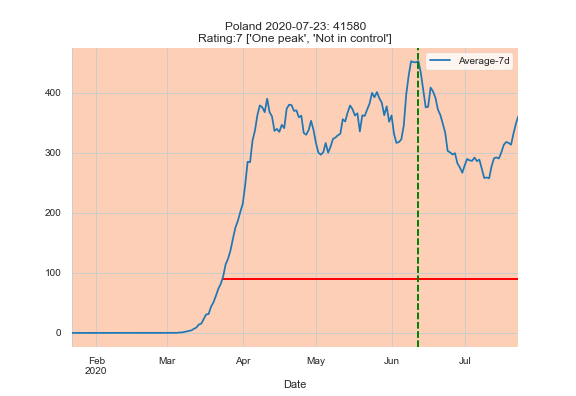 Poland 2020-07-23: 41580
Rating:7 ['One peak', 'Not in control']
Average-7d
400
300
200
100
0
Feb
2020
Mar
Apr
May
Jun
Jul
Date